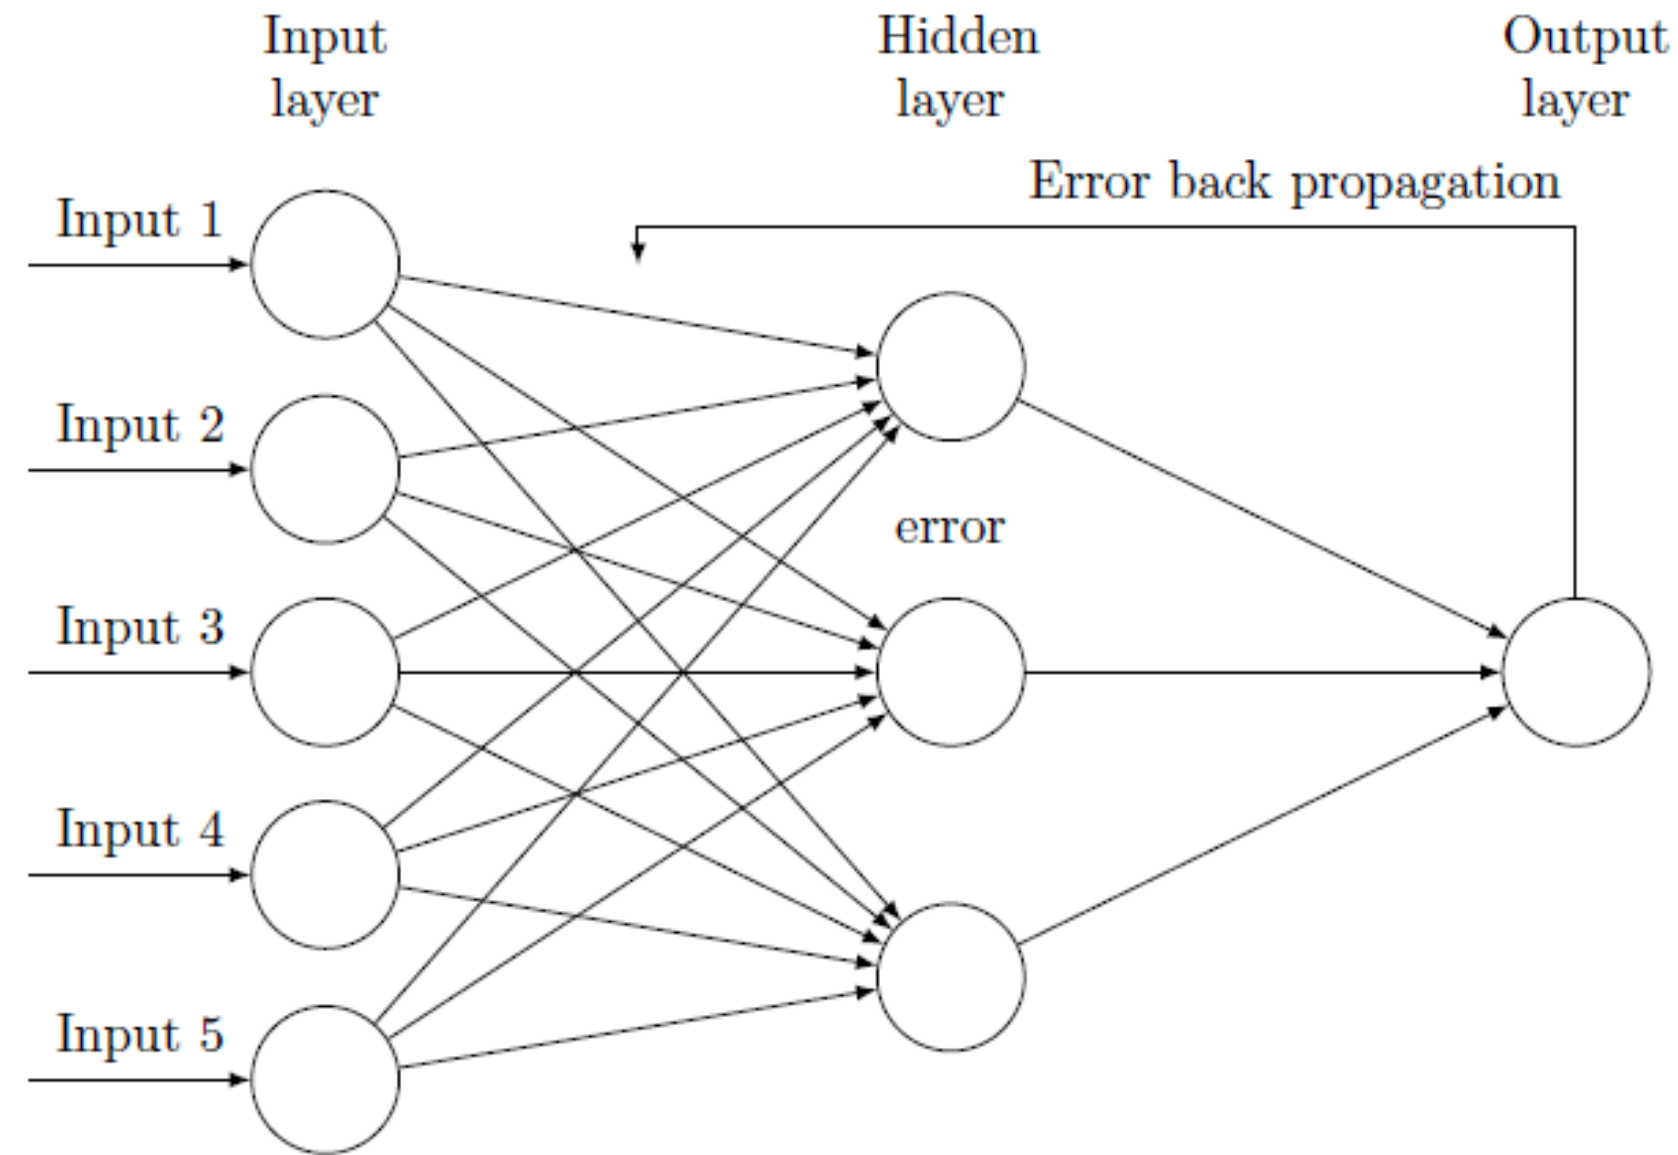 Input
layer
Hidden
layer
Output
layer
Error back propagation
Input 1
Input 2
error
Input 3
Input 4
Input 5